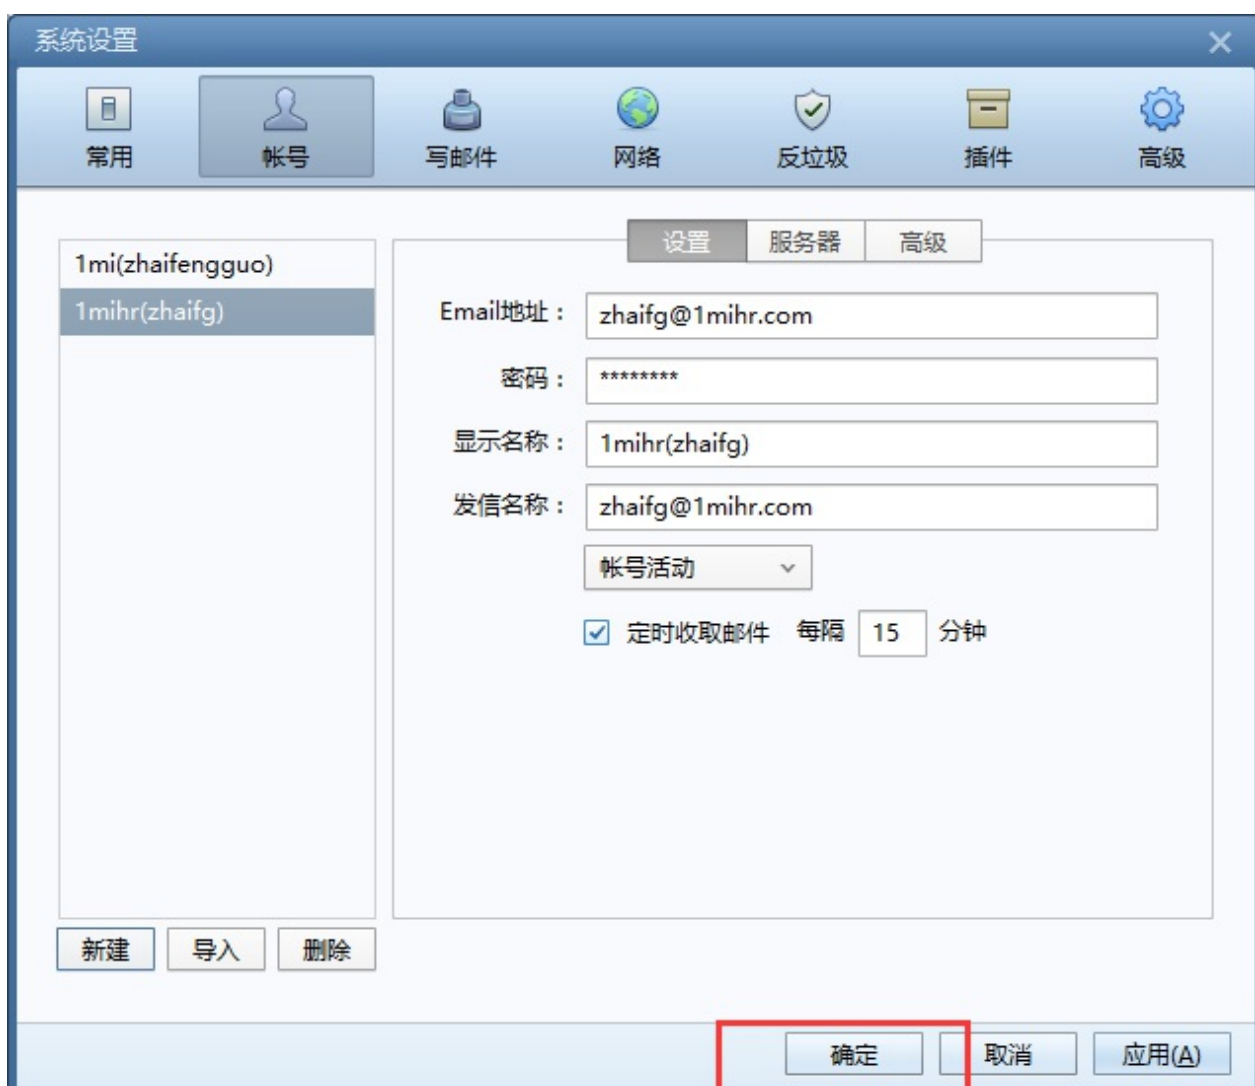 系统设置
常用 帐号 写邮件 网络 反垃圾 插件 高级
设置 服务器 高级
1mi(zhaifengguo)
1mihr(zhaifg)
Email地址： zhaifg@1mihr.com
密码： ********
显示名称： 1mihr(zhaifg)
发信名称： zhaifg@1mihr.com
帐号活动
定时收取邮件 每隔 15 分钟
新建 导入 删除
确定 取消 应用(A)